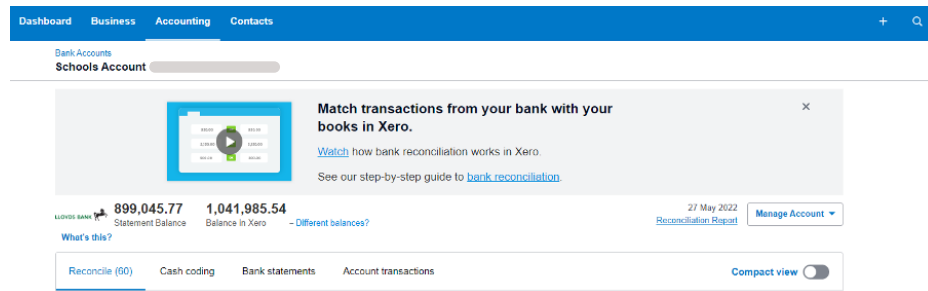 Dashboard Business Accounting Contacts
Bank Accounts
Schools Account
Match transactions from your bank with your
books in Xero.
Watch how bank reconciliation works in Xero.
See our step-by-step guide to bank reconciliation.
LLOYDS BANK
899,045.77
Statement Balance
1,041,985.54
Balance in Xero
– Different balances?
27 May 2022
Reconciliation Report
Manage Account
What's this?
Reconcile (60) Cash coding Bank statements Account transactions
Compact view